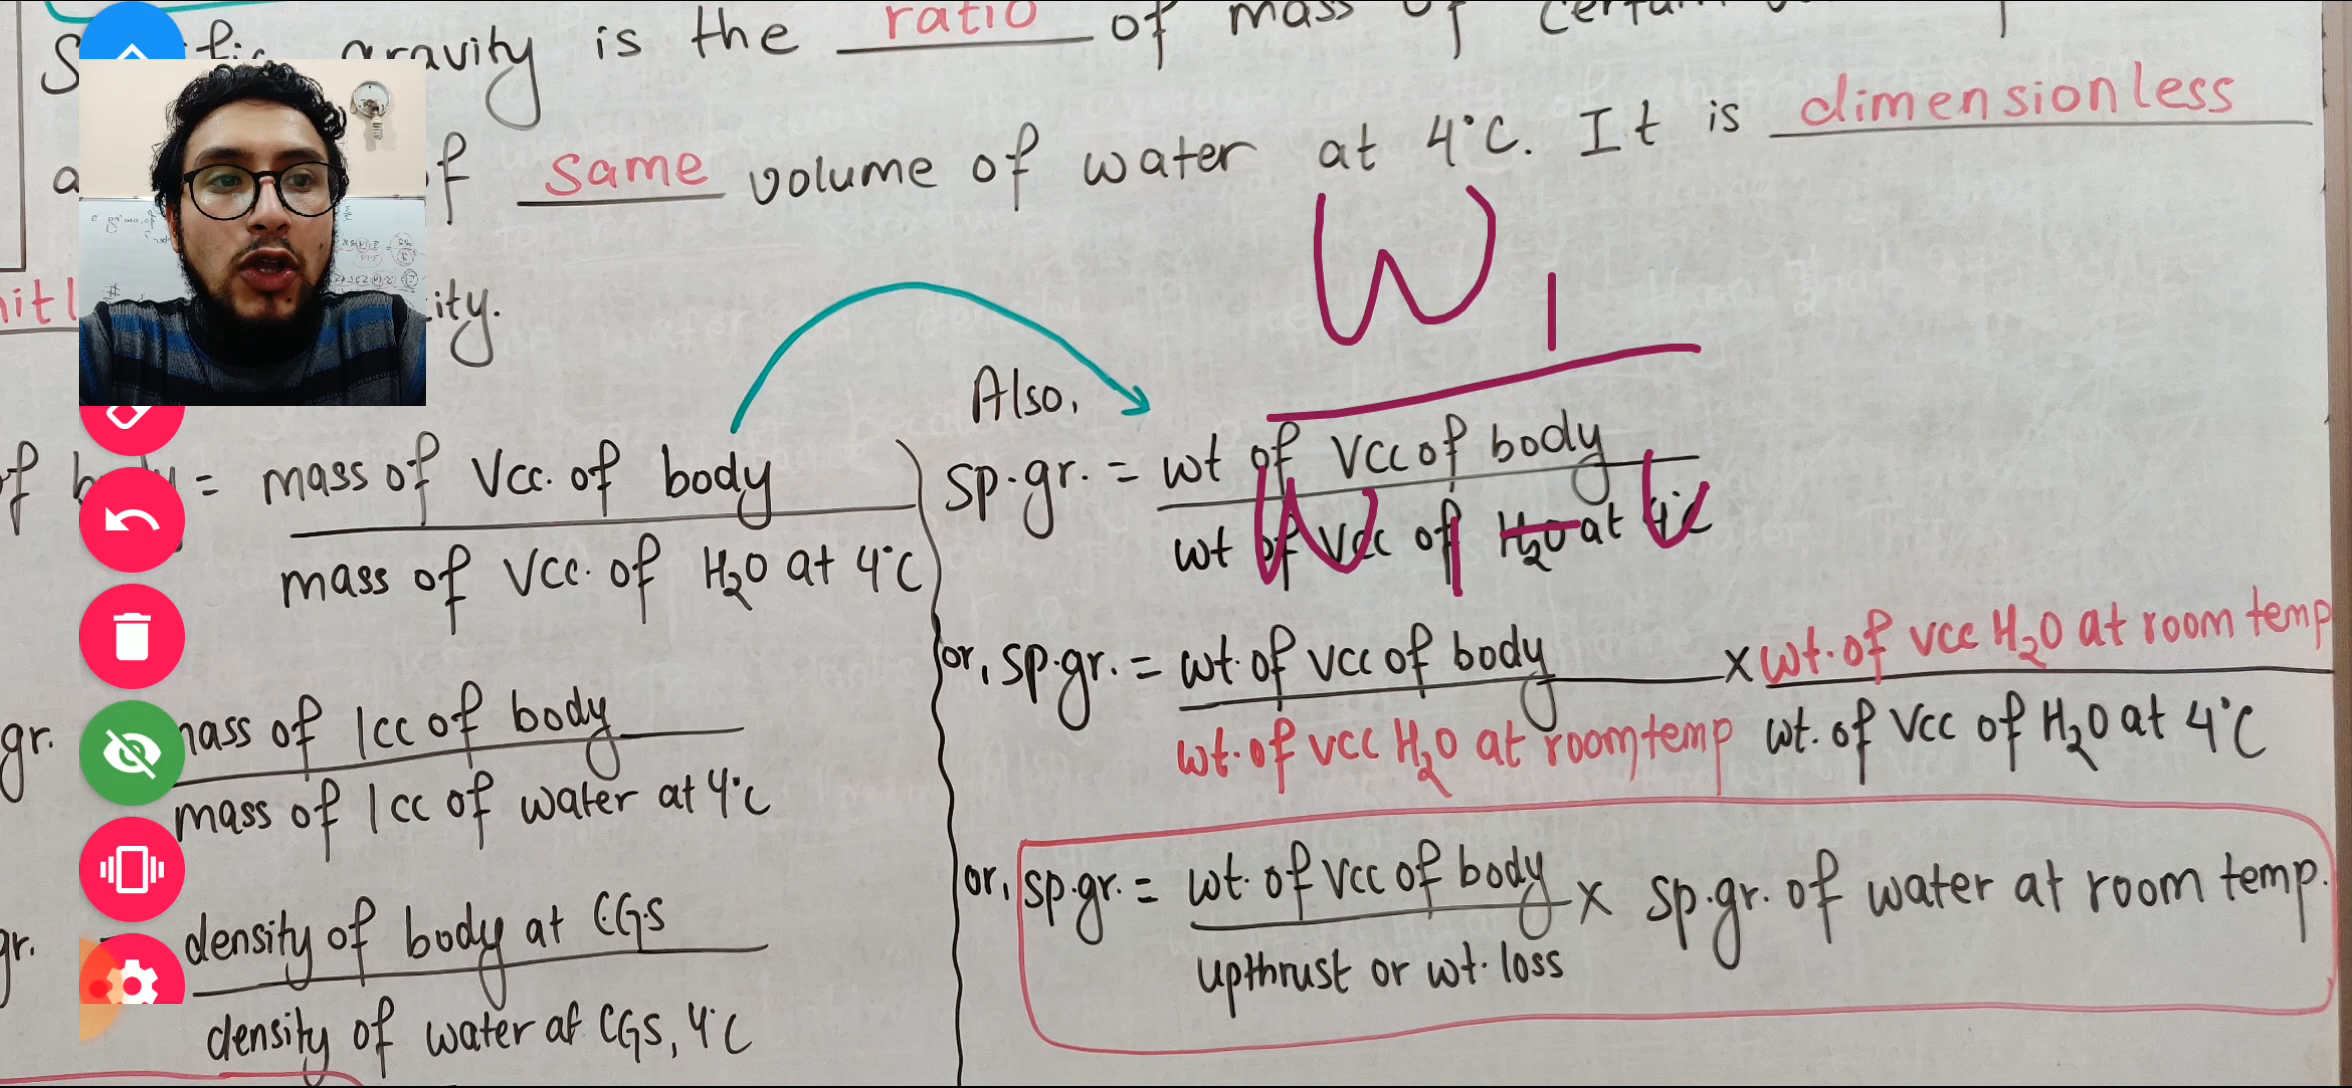 gravity is the ratio of mass of
of same volume of water at 4°C. It is dimensionless
ity.
W1
Also,
of body = mass of Vcc. of body
mass of Vcc. of H2O at 4°C
sp.gr. = wt of Vcc of body
wt of Vcc of H2O at 4°C
or, sp.gr. = wt. of vcc of body x wt. of vcc H2O at room temp
wt. of vcc H2O at room temp wt. of Vcc of H2O at 4°C
gr. mass of 1cc of body
mass of 1cc of water at 4°C
or, sp.gr. = wt. of Vcc of body x sp.gr. of water at room temp.
upthrust or wt. loss
gr. density of body at CGS
density of water at CGS, 4°C